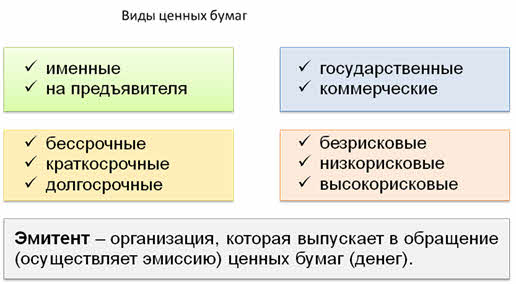 Виды ценных бумаг
✓ именные
✓ на предъявителя
✓ государственные
✓ коммерческие
✓ бессрочные
✓ краткосрочные
✓ долгосрочные
✓ безрисковые
✓ низкорисковые
✓ высокорисковые
Эмитент – организация, которая выпускает в обращение
(осуществляет эмиссию) ценных бумаг (денег).